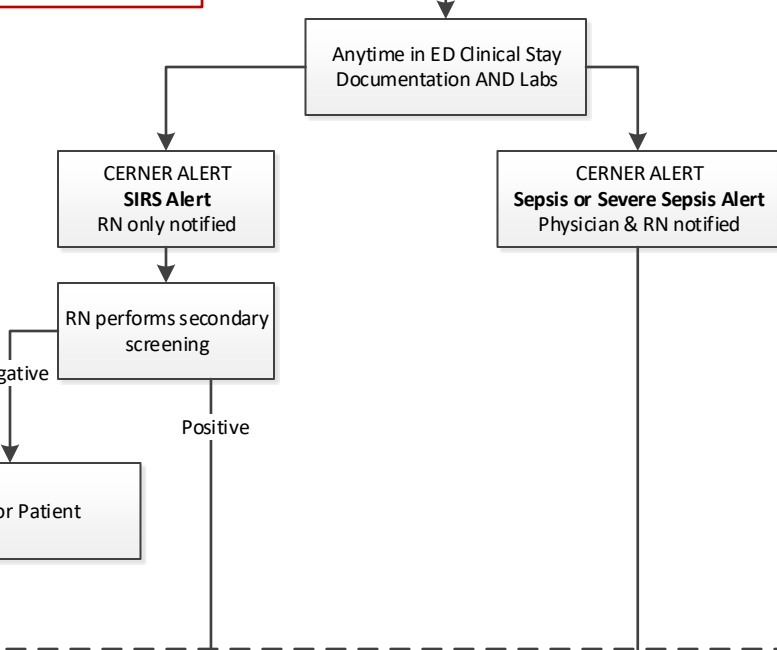 Anytime in ED Clinical Stay
Documentation AND Labs
CERNER ALERT
SIRS Alert
RN only notified
CERNER ALERT
Sepsis or Severe Sepsis Alert
Physician & RN notified
RN performs secondary
screening
gative
Positive
or Patient